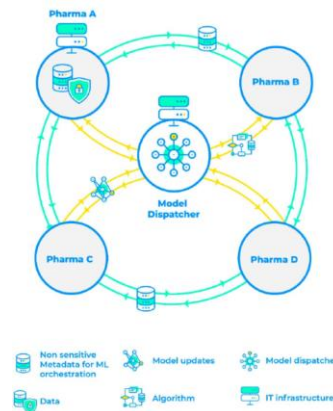 Pharma A
Pharma B
Model
Dispatcher
Pharma C
Pharma D
Non sensitive
Metadata for ML
orchestration
Model updates
Model dispatche
Data
Algorithm
IT infrastructure